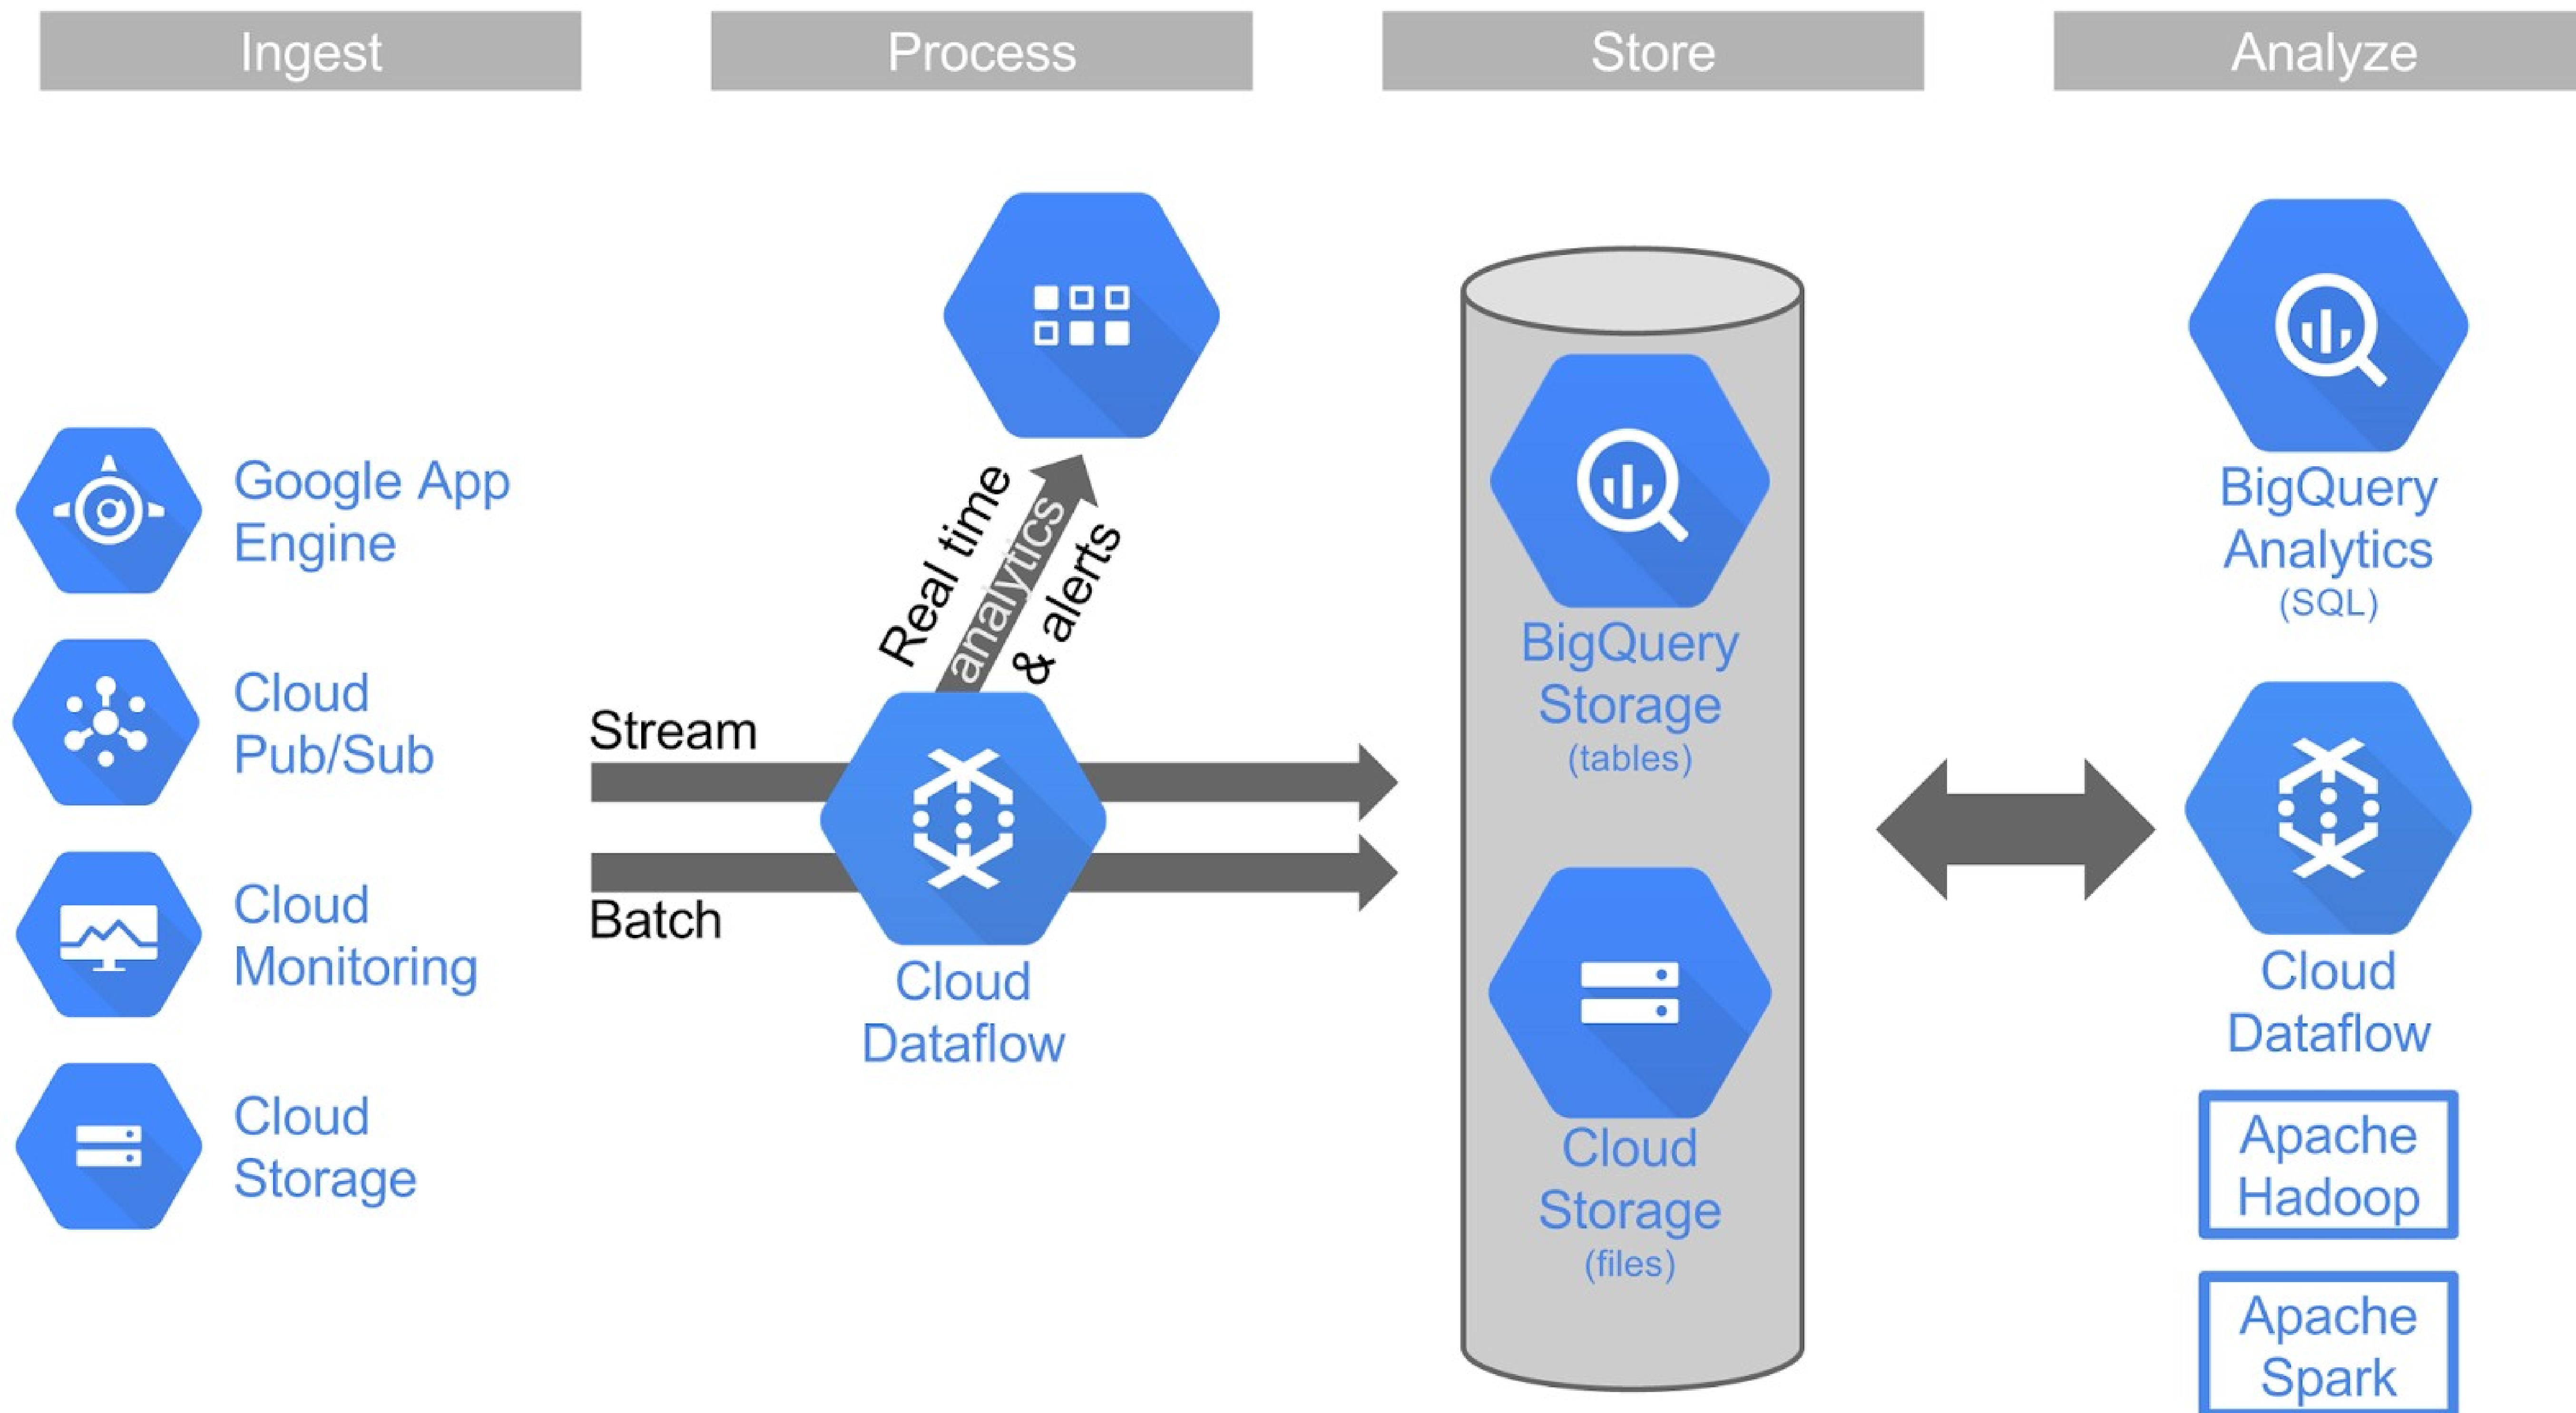 Ingest
Process
Store
Analyze
Google App
Engine
Cloud
Pub/Sub
Cloud
Monitoring
Cloud
Storage
Stream
Batch
Real time
analytics
& alerts
Cloud
Dataflow
BigQuery
Storage
(tables)
Cloud
Storage
(files)
BigQuery
Analytics
(SQL)
Cloud
Dataflow
Apache
Hadoop
Apache
Spark